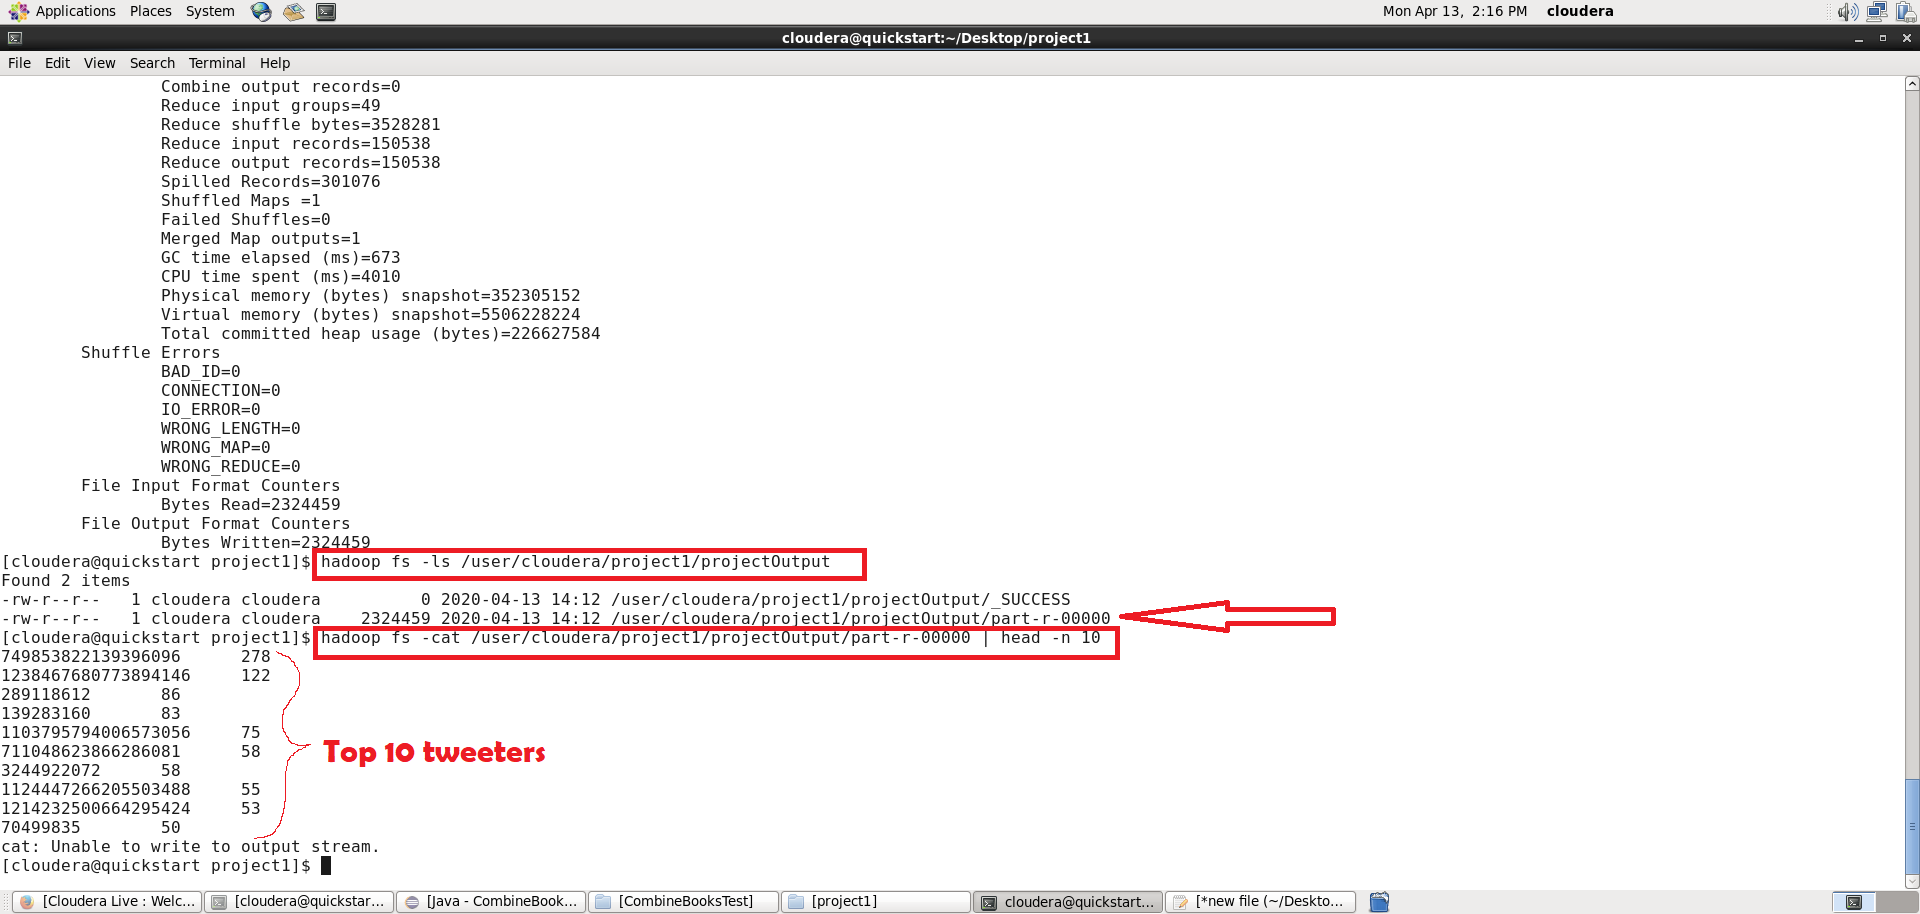 Applications Places System Mon Apr 13, 2:16 PM cloudera
cloudera@quickstart:~/Desktop/project1
File Edit View Search Terminal Help
Combine output records=0
Reduce input groups=49
Reduce shuffle bytes=3528281
Reduce input records=150538
Reduce output records=150538
Spilled Records=301076
Shuffled Maps =1
Failed Shuffles=0
Merged Map outputs=1
GC time elapsed (ms)=673
CPU time spent (ms)=4010
Physical memory (bytes) snapshot=352305152
Virtual memory (bytes) snapshot=5506228224
Total committed heap usage (bytes)=226627584
Shuffle Errors
BAD_ID=0
CONNECTION=0
IO_ERROR=0
WRONG_LENGTH=0
WRONG_MAP=0
WRONG_REDUCE=0
File Input Format Counters
Bytes Read=2324459
File Output Format Counters
Bytes Written=2324459
[cloudera@quickstart project1]$ hadoop fs -ls /user/cloudera/project1/projectOutput
Found 2 items
-rw-r--r-- 1 cloudera cloudera 0 2020-04-13 14:12 /user/cloudera/project1/projectOutput/_SUCCESS
-rw-r--r-- 1 cloudera cloudera 2324459 2020-04-13 14:12 /user/cloudera/project1/projectOutput/part-r-00000
[cloudera@quickstart project1]$ hadoop fs -cat /user/cloudera/project1/projectOutput/part-r-00000 | head -n 10
749853822139396096 278
1238467680773894146 122
289118612 86
139283160 83
1103795794006573056 75
711048623866286081 58
Top 10 tweeters
3244922072 58
1124447266205503488 55
1214232500664295424 53
70499835 50
cat: Unable to write to output stream.
[cloudera@quickstart project1]$
[Cloudera Live : Welc... [cloudera@quickstar... [Java - CombineBook... [CombineBooksTest] [project1] cloudera@quickstart... [*new file (~/Deskto...